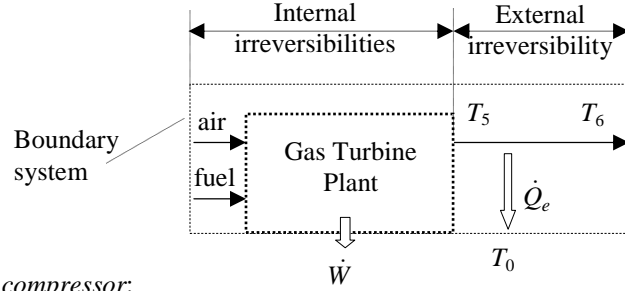 Internal
irreversibilities
External
irreversibility
Boundary
system
air
fuel
Gas Turbine
Plant
T5
T6
Q̇e
T0
Ẇ
compressor: